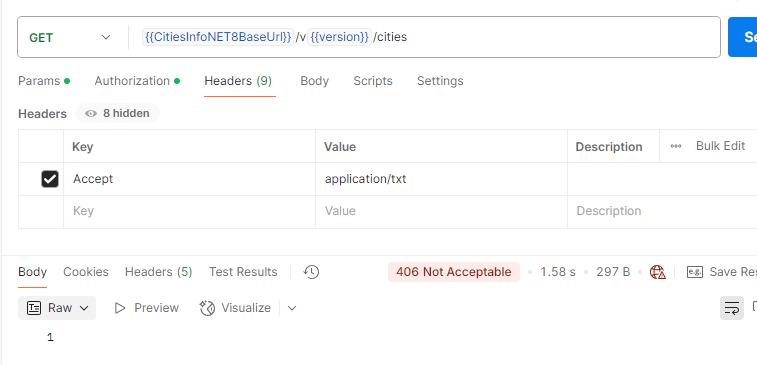 GET {{CitiesInfoNET8BaseUrl}} /v {{version}} /cities
Params Authorization Headers (9) Body Scripts Settings
Headers 8 hidden
Key Value Description Bulk Edit
Accept application/txt
Key Value Description
Body Cookies Headers (5) Test Results 406 Not Acceptable 1.58 s 297 B e.g. Save Res
Raw Preview Visualize
1